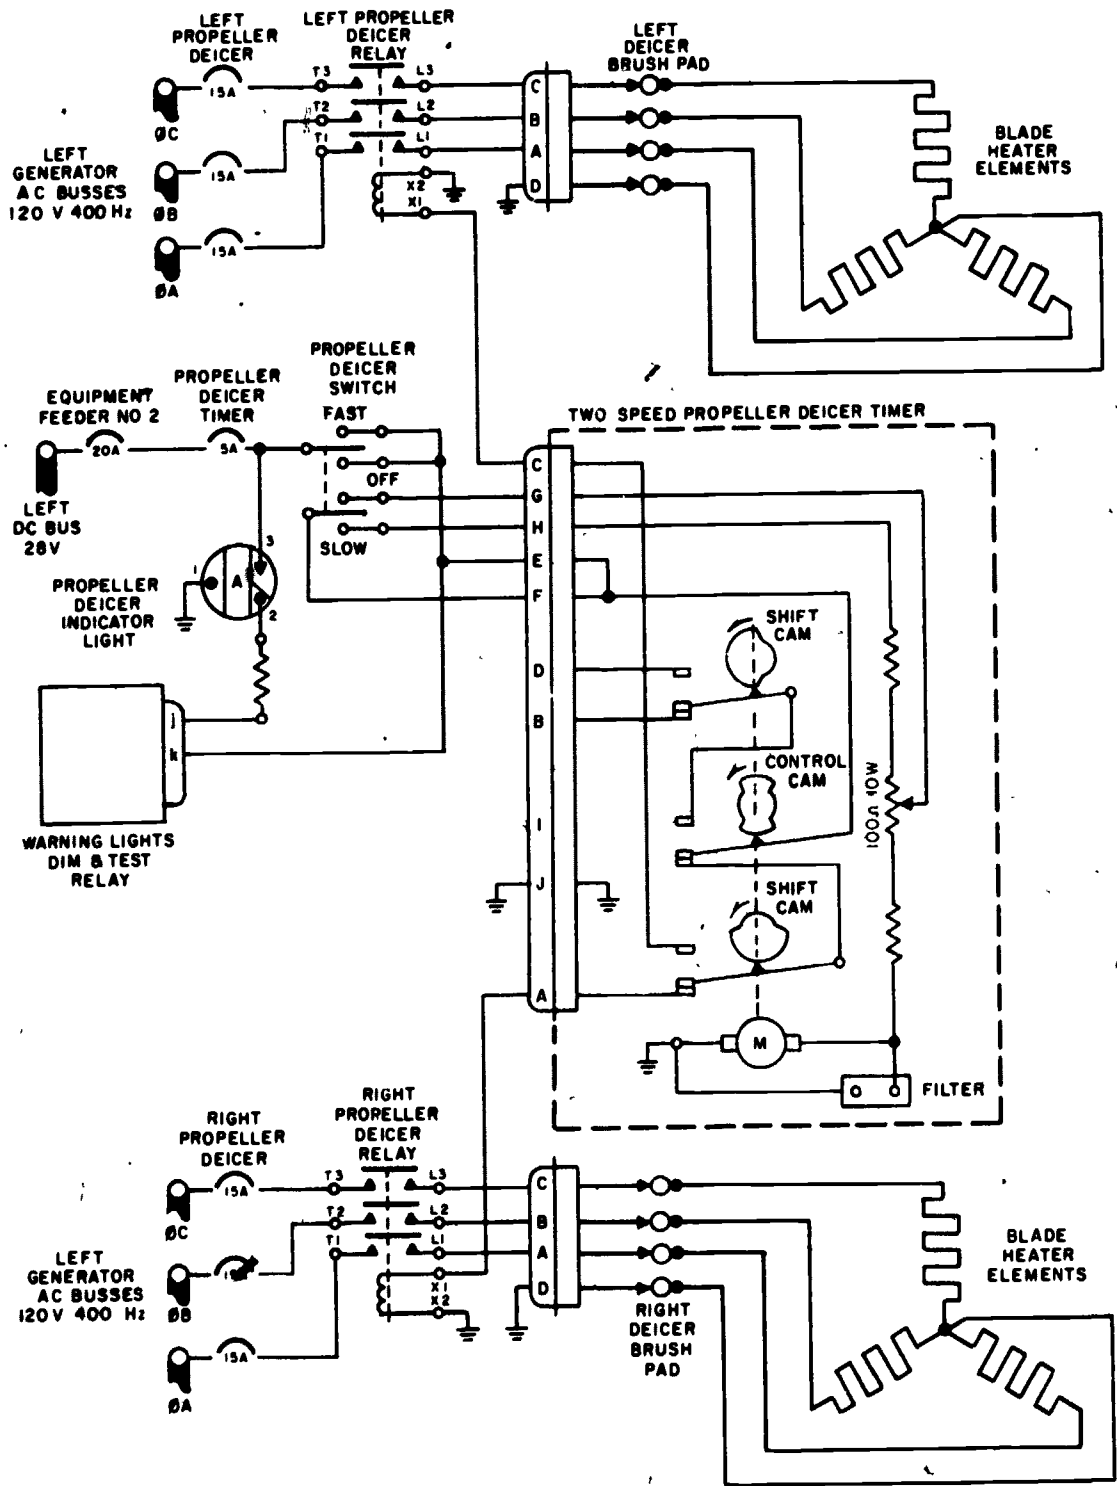 LEFT
PROPELLER
DEICER
LEFT PROPELLER
DEICER
RELAY
LEFT
DEICER
BRUSH PAD
15A
T3
L3
C
ØC
T2
L2
B
T1
L1
A
BLADE
HEATER
ELEMENTS
LEFT
GENERATOR
AC BUSSES
120 V 400 Hz
15A
X2
D
ØB
X1
15A
ØA
PROPELLER
DEICER
SWITCH
EQUIPMENT
FEEDER NO 2
PROPELLER
DEICER
TIMER
FAST
TWO SPEED PROPELLER DEICER TIMER
20A
5A
OFF
C
G
LEFT
DC BUS
28V
SLOW
H
E
F
3
1
A
2
PROPELLER
DEICER
INDICATOR
LIGHT
SHIFT
CAM
D
B
j
k
CONTROL
CAM
100Ω 10W
I
WARNING LIGHTS
DIM & TEST
RELAY
J
SHIFT
CAM
A
M
FILTER
RIGHT
PROPELLER
DEICER
RIGHT
PROPELLER
DEICER
RELAY
15A
T3
L3
C
ØC
T2
L2
B
T1
L1
A
BLADE
HEATER
ELEMENTS
LEFT
GENERATOR
AC BUSSES
120V 400 Hz
X1
X2
D
ØB
RIGHT
DEICER
BRUSH
PAD
15A
ØA